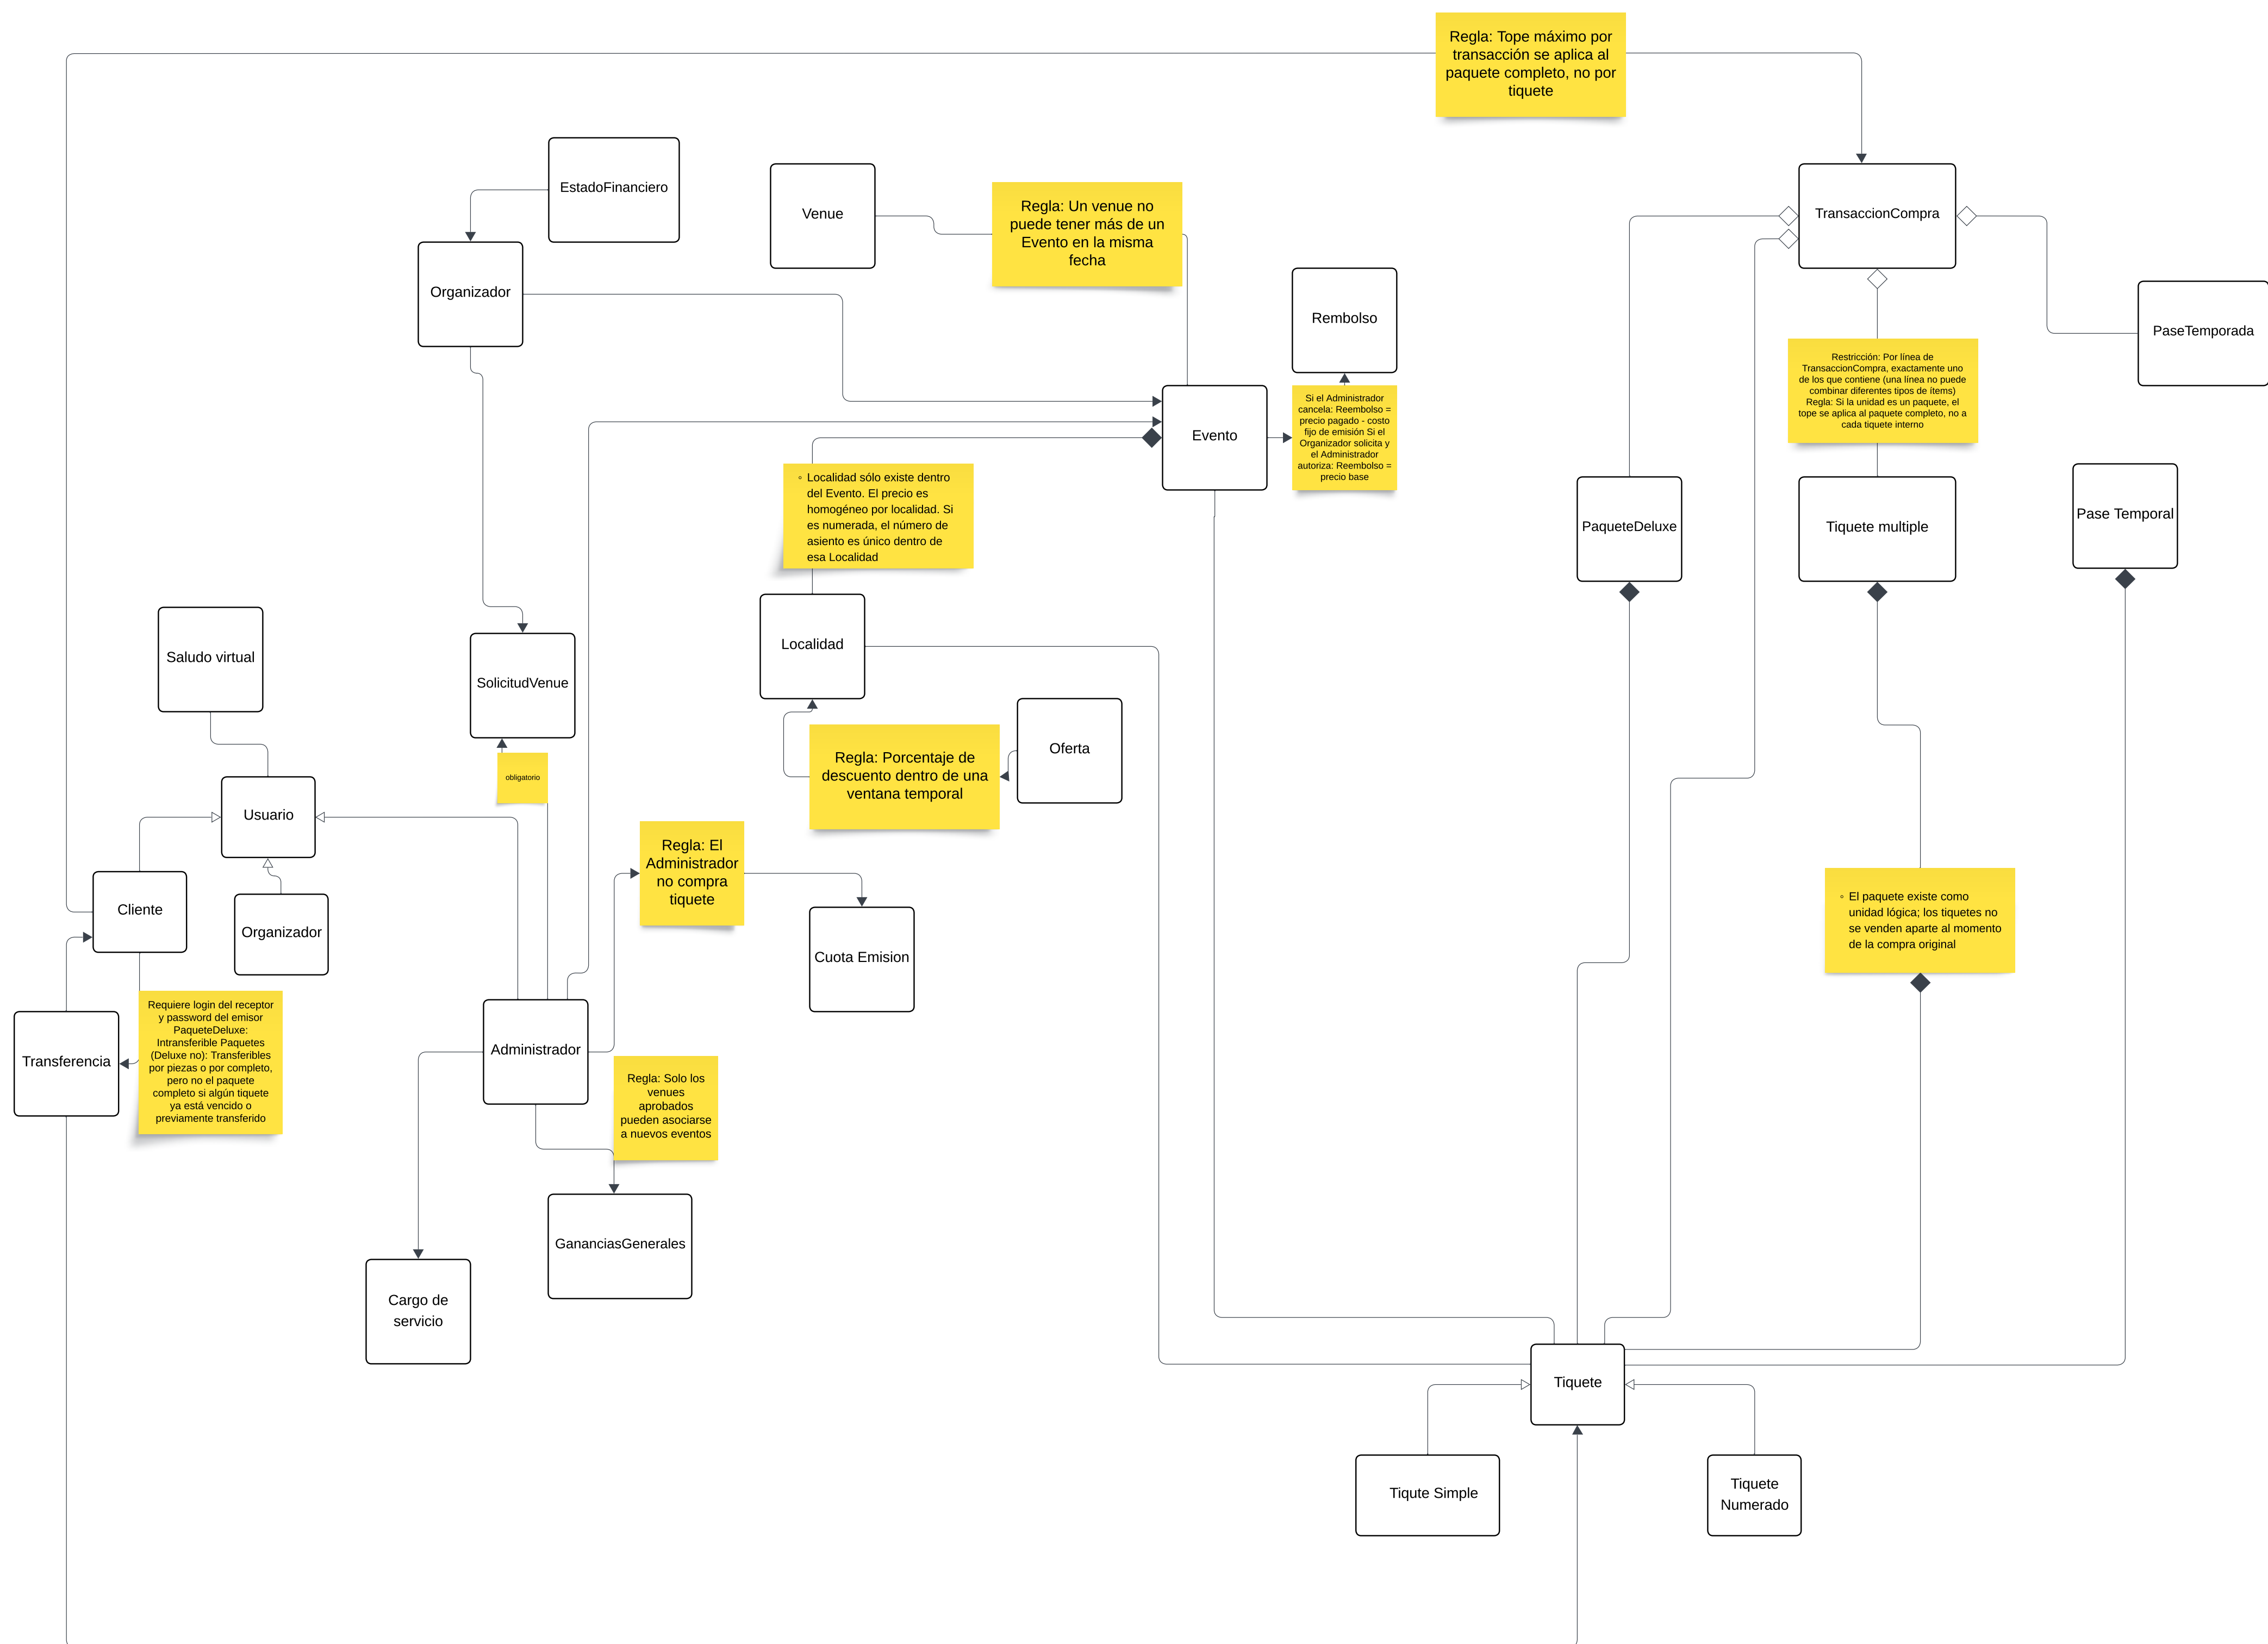 Regla: Tope máximo por
transacción se aplica al
paquete completo, no por
tiquete
EstadoFinanciero
Venue
Regla: Un venue no
puede tener más de un
Evento en la misma
fecha
TransaccionCompra
Organizador
Rembolso
PaseTemporada
Restricción: Por línea de
TransaccionCompra, exactamente uno
de los que contiene (una línea no puede
combinar diferentes tipos de ítems)
Regla: Si la unidad es un paquete, el
tope se aplica al paquete completo, no a
cada tiquete interno
Evento
Si el Administrador
cancela: Reembolso =
precio pagado - costo
fijo de emisión Si el
Organizador solicita y
el Administrador
autoriza: Reembolso =
precio base
Localidad sólo existe dentro
del Evento. El precio es
homogéneo por localidad. Si
es numerada, el número de
asiento es único dentro de
esa Localidad
PaqueteDeluxe
Tiquete multiple
Pase Temporal
Saludo virtual
SolicitudVenue
Localidad
Oferta
Regla: Porcentaje de
descuento dentro de una
ventana temporal
obligatorio
Usuario
Regla: El
Administrador
no compra
tiquete
Cliente
Organizador
Cuota Emision
El paquete existe como
unidad lógica; los tiquetes no
se venden aparte al momento
de la compra original
Transferencia
Requiere login del receptor
y password del emisor
PaqueteDeluxe:
Intransferible Paquetes
(Deluxe no): Transferibles
por piezas o por completo,
pero no el paquete
completo si algún tiquete
ya está vencido o
previamente transferido
Administrador
Regla: Solo los
venues
aprobados
pueden asociarse
a nuevos eventos
GananciasGenerales
Cargo de
servicio
Tiquete
Tiqute Simple
Tiquete
Numerado